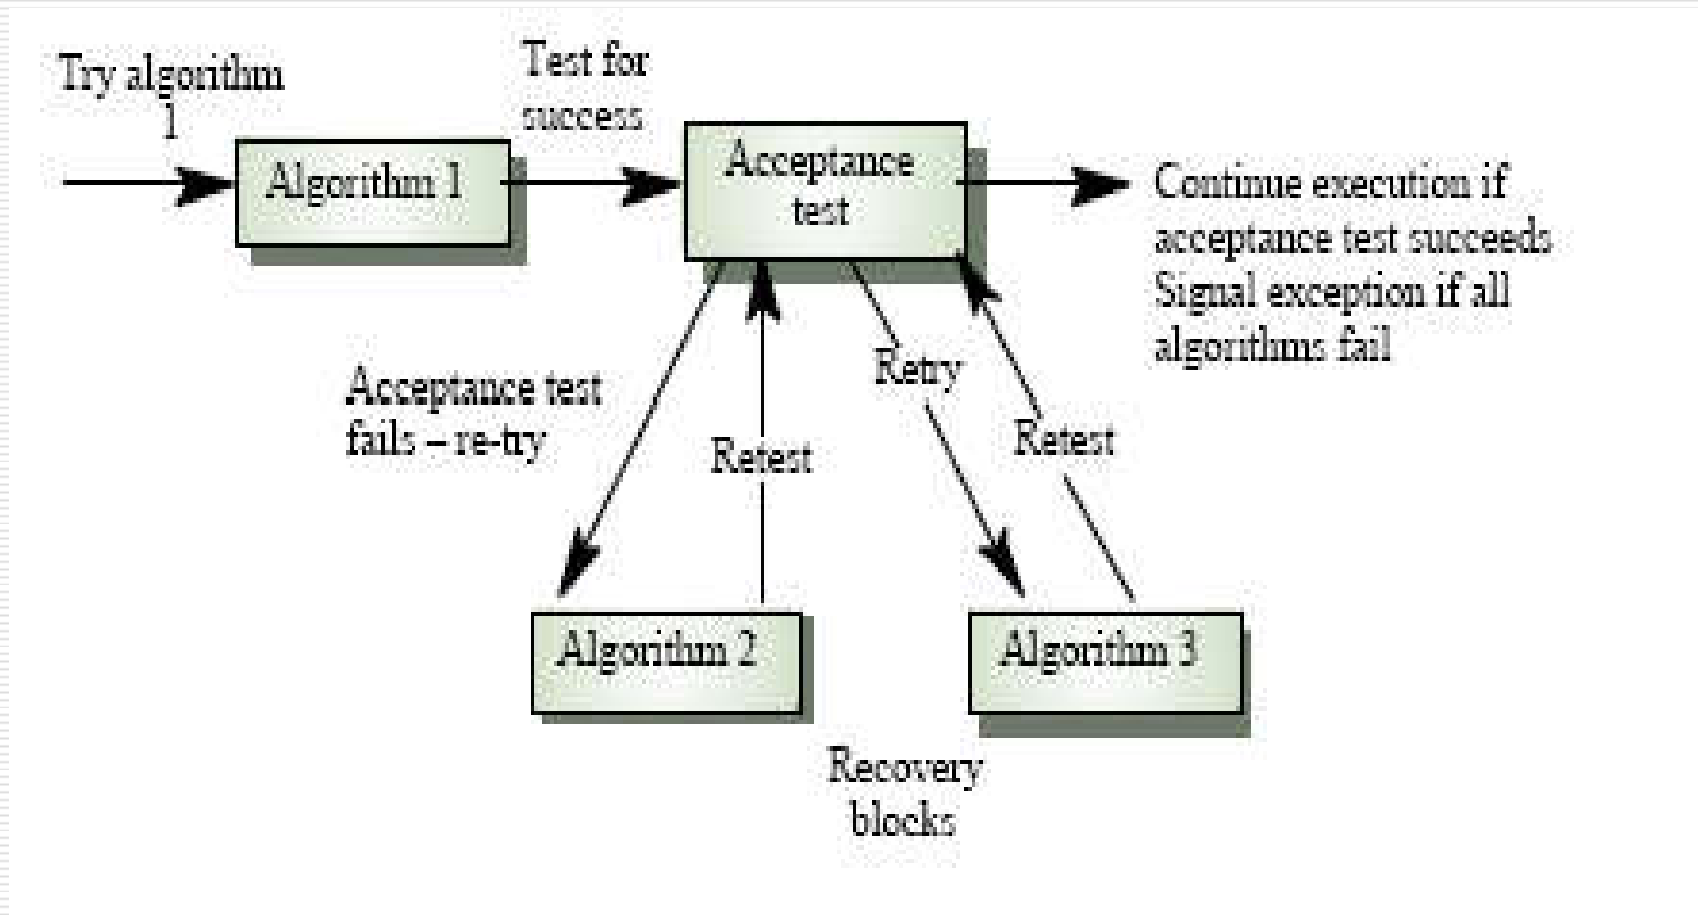 Try algorithm
1
Test for
success
Algorithm 1
Acceptance
test
Continue execution if
acceptance test succeeds
Signal exception if all
algorithms fail
Acceptance test
fails – re-try
Retest
Retry
Retest
Algorithm 2
Algorithm 3
Recovery
blocks